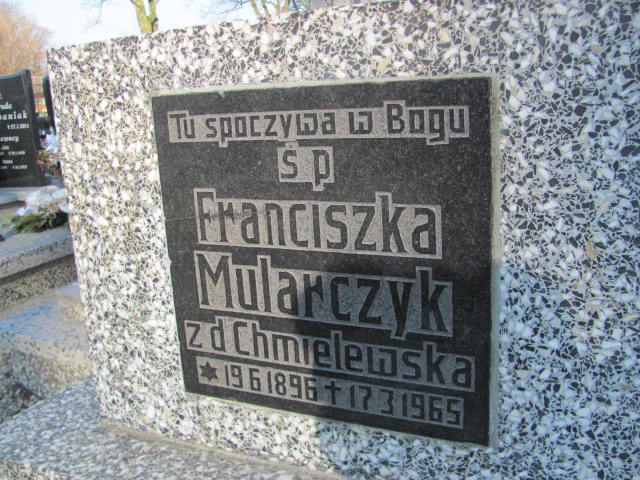 Tu spoczywa w Bogu
ś p
Franciszka
Mularczyk
z d Chmielewska
* 19 6 1896 + 17 3 1965